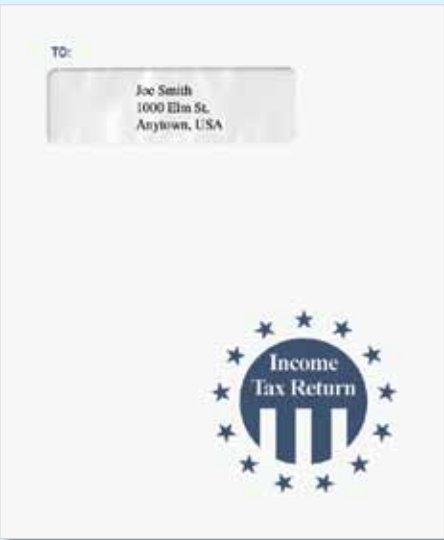 TO:
Joe Smith
1000 Elm St.
Anytown, USA
Income
Tax Return